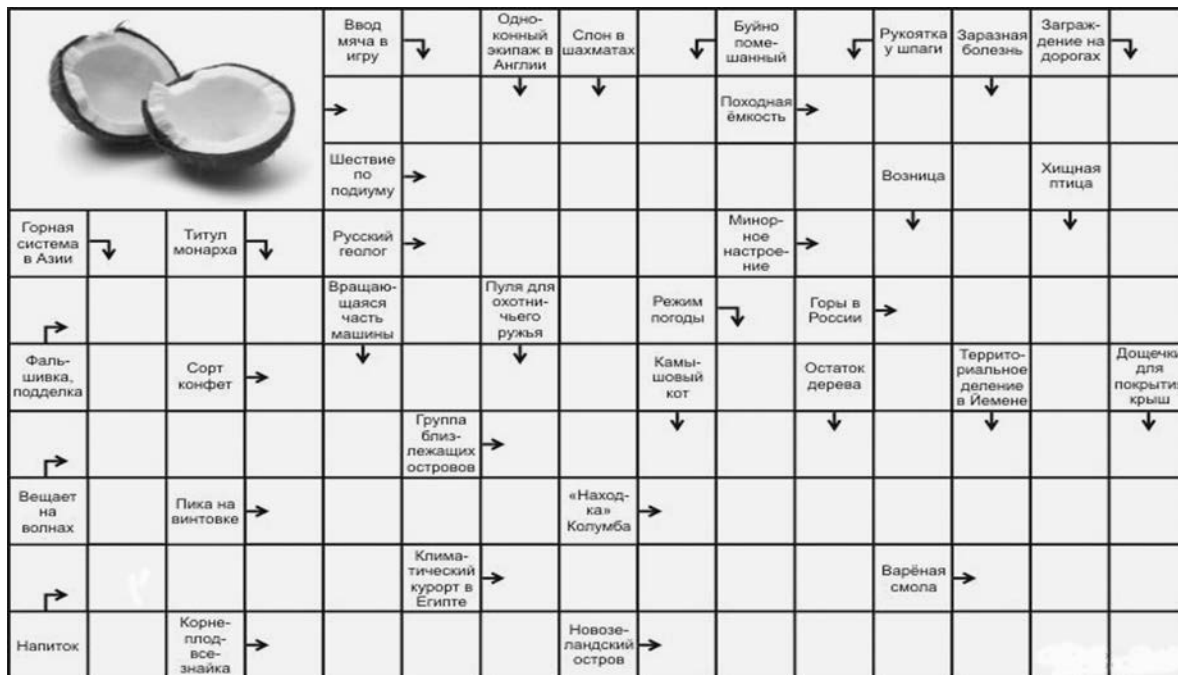 Ввод
мяча в
игру
Одно-
конный
экипаж в
Англии
Слон в
шахматах
Буйно
поме-
шанный
Рукоятка
у шпаги
Заразная
болезнь
Заграж-
дение на
дорогах
Походная
ёмкость
Шествие
по
подиуму
Возница
Хищная
птица
Горная
система
в Азии
Титул
монарха
Русский
геолог
Минор-
ное
настрое-
ние
Вращаю-
щаяся
часть
машины
Пуля для
охотни-
чьего
ружья
Режим
погоды
Горы в
России
Фаль-
шивка,
подделка
Сорт
конфет
Камы-
шовый
кот
Остаток
дерева
Террито-
риальное
деление
в Йемене
Дощечки
для
покрытия
крыш
Группа
близ-
лежащих
островов
Вещает
на
волнах
Пика на
винтовке
«Наход-
ка»
Колумба
Клима-
тический
курорт в
Египте
Варёная
смола
Напиток
Корне-
плод-
все-
знайка
Новозе-
ландский
остров